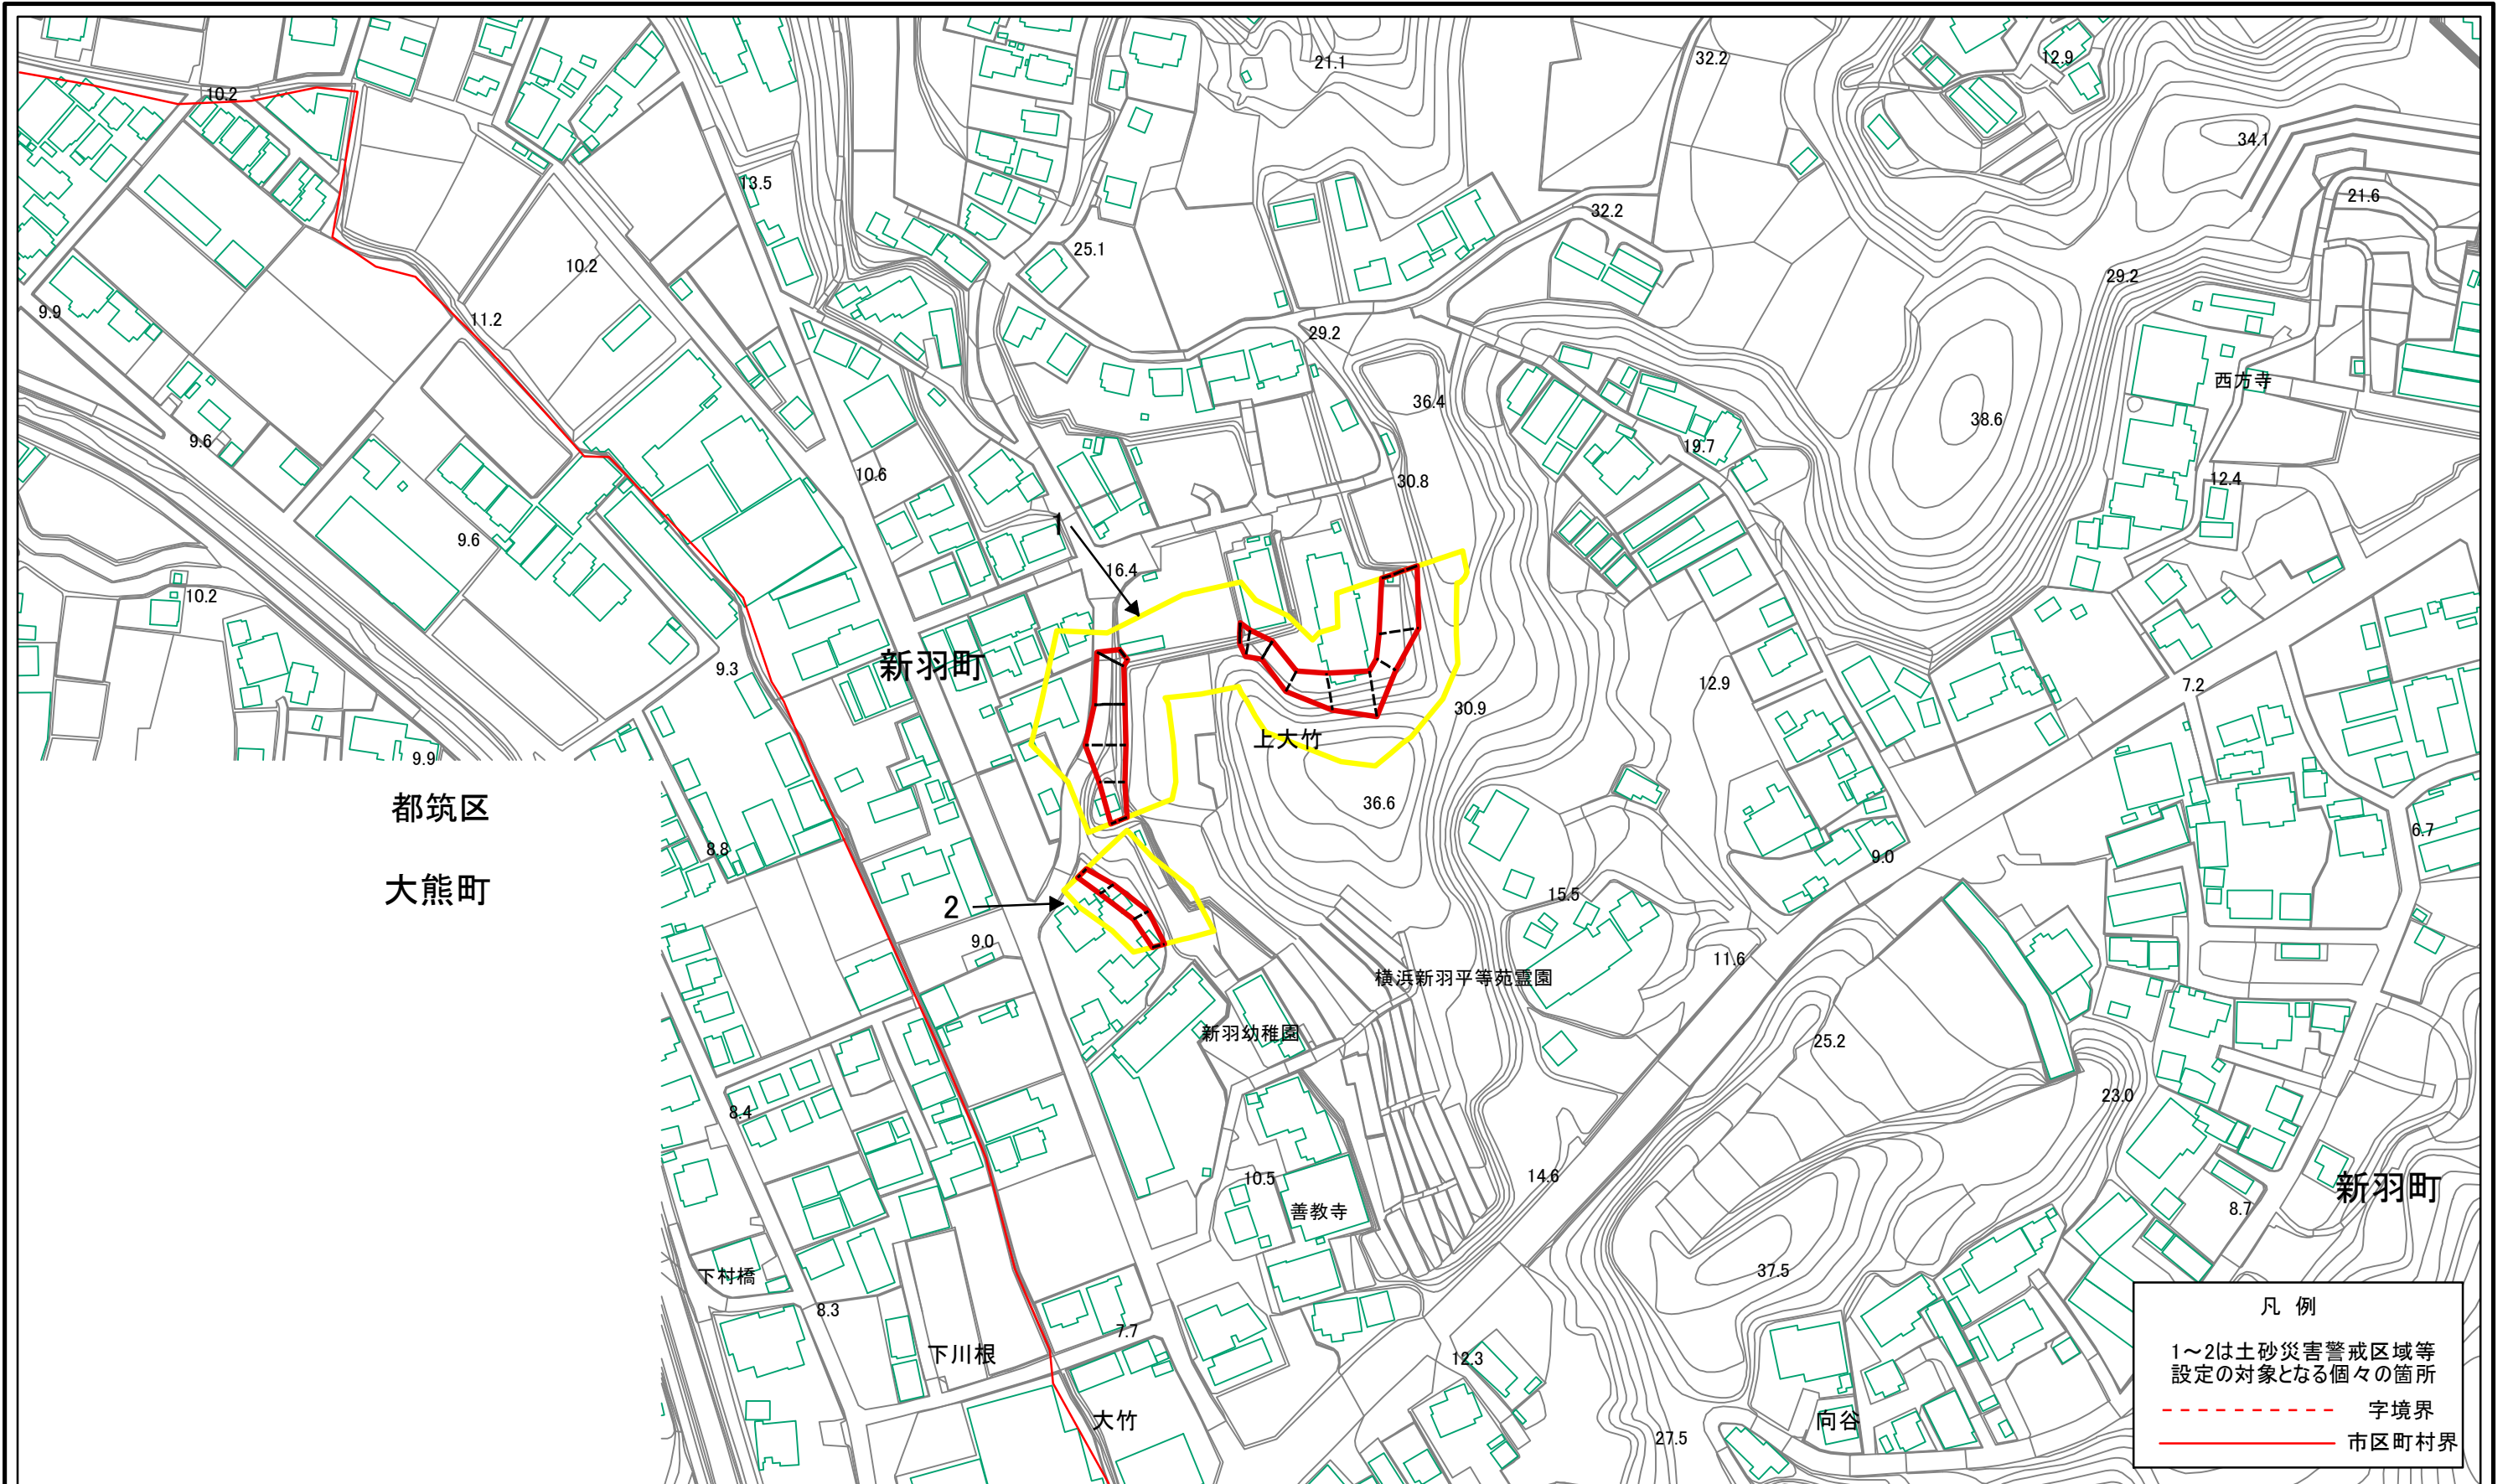 21.1
32.2
12.9
10.2
34.1
13.5
21.6
32.2
25.1
10.2
29.2
9.9
11.2
29.2
西方寺
36.4
38.6
9.6
19.7
10.6
30.8
12.4
1
9.6
16.4
10.2
新羽町
9.3
12.9
7.2
30.9
上大竹
9.9
都筑区
36.6
6.7
8.8
9.0
大熊町
15.5
2
9.0
11.6
横浜新羽平等苑霊園
新羽幼稚園
25.2
23.0
8.4
10.5
14.6
新羽町
善教寺
8.7
下村橋
37.5
8.3
7.7
下川根
12.3
大竹
向谷
27.5
凡 例
1~2は土砂災害警戒区域等
設定の対象となる個々の箇所
字境界
市区町村界